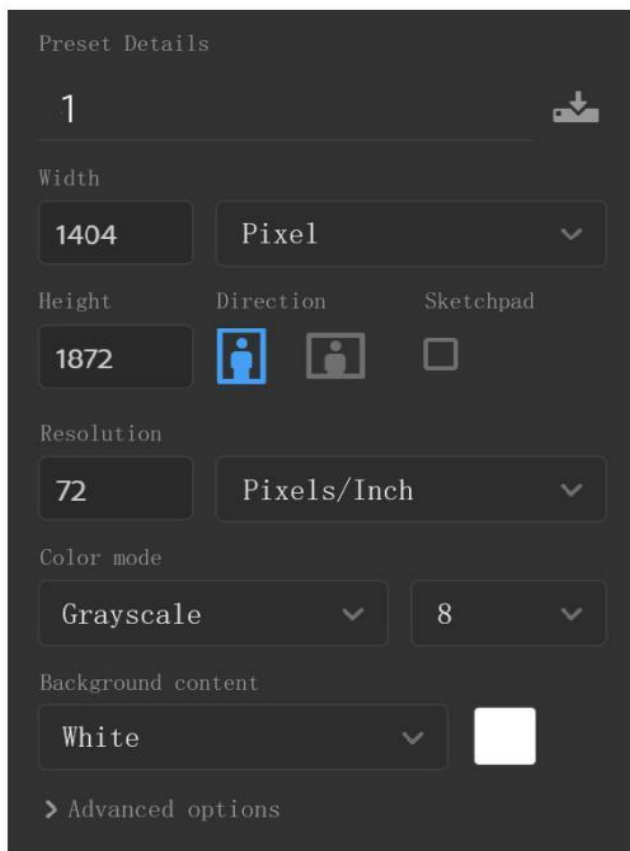 Preset Details
1
Width
1404 Pixel
Height Direction Sketchpad
1872
Resolution
72 Pixels/Inch
Color mode
Grayscale 8
Background content
White
Advanced options